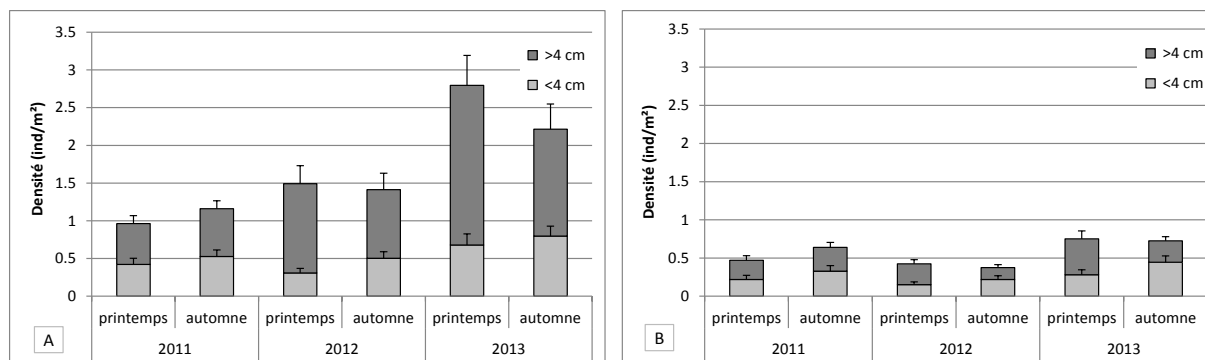 3.5
3
2.5
2
1.5
1
0.5
0
Densité (ind/m²)
>4 cm
<4 cm
printemps automne printemps automne printemps automne
2011 2012 2013
A
3.5
3
2.5
2
1.5
1
0.5
0
Densité (ind/m²)
>4 cm
<4 cm
printemps automne printemps automne printemps automne
2011 2012 2013
B